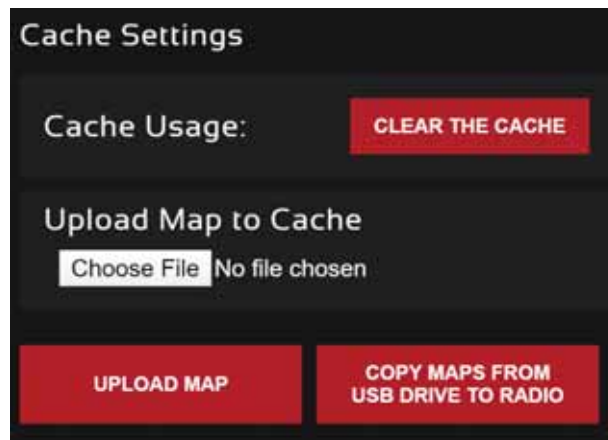 Cache Settings
Cache Usage:
CLEAR THE CACHE
Upload Map to Cache
Choose File No file chosen
UPLOAD MAP
COPY MAPS FROM
USB DRIVE TO RADIO